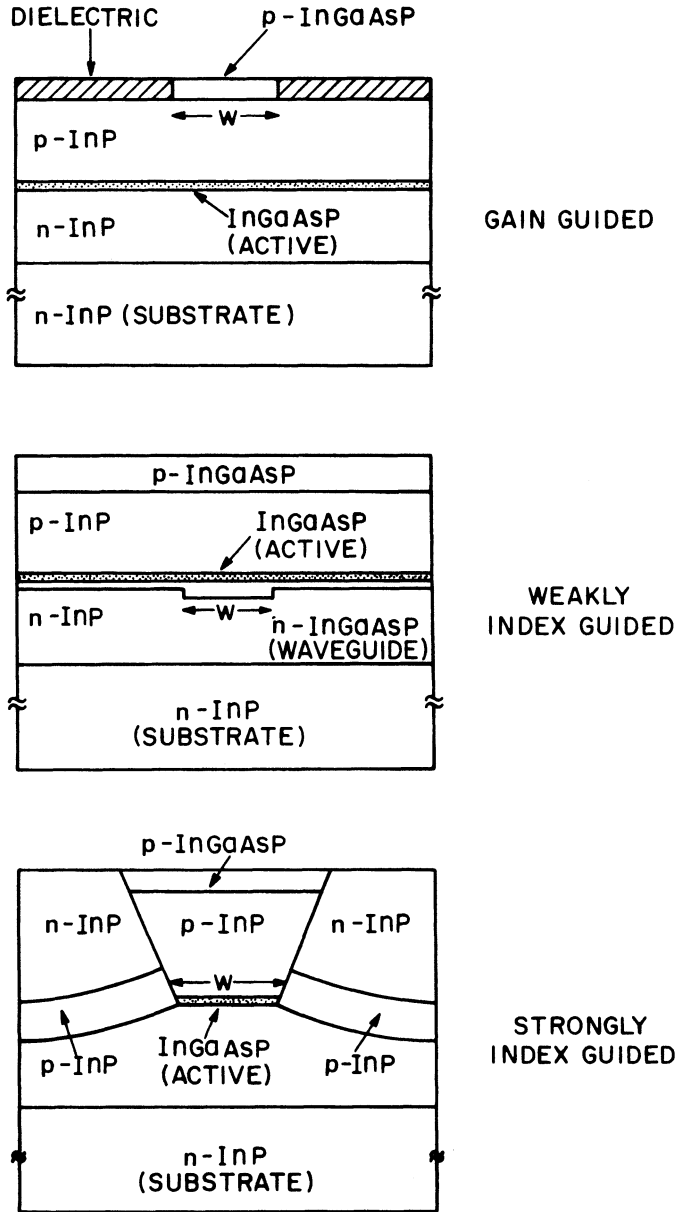 DIELECTRIC
p-InGaAsP
W
p-InP
n-InP
InGaAsP
(ACTIVE)
GAIN GUIDED
n-InP (SUBSTRATE)
p-InGaAsP
p-InP
InGaAsP
(ACTIVE)
n-InP
W
n-InGaAsP
(WAVEGUIDE)
WEAKLY
INDEX GUIDED
n-InP
(SUBSTRATE)
p-InGaAsP
n-InP
p-InP
n-InP
W
p-InP
InGaAsP
(ACTIVE)
p-InP
STRONGLY
INDEX GUIDED
n-InP
(SUBSTRATE)